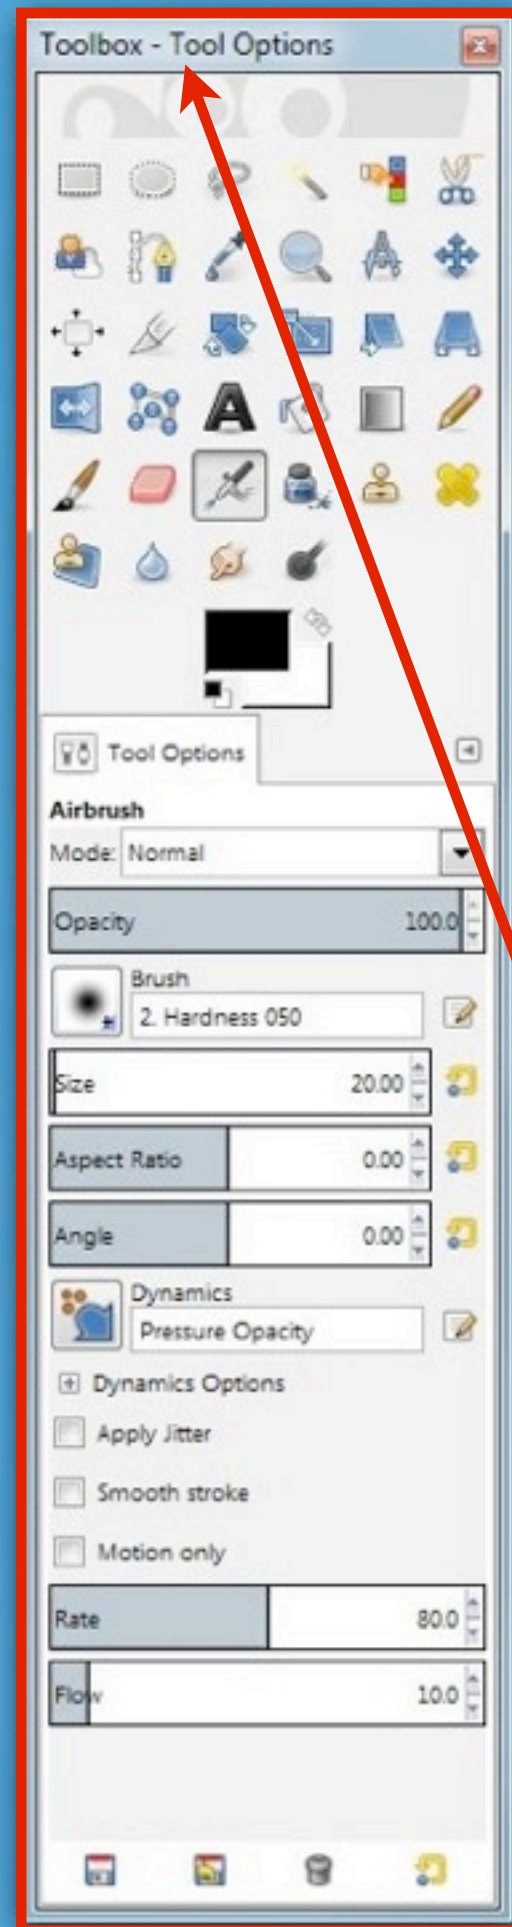 Toolbox - Tool Options
Tool Options
Airbrush
Mode: Normal
Opacity 100.0
Brush
2. Hardness 050
Size 20.00
Aspect Ratio 0.00
Angle 0.00
Dynamics
Pressure Opacity
Dynamics Options
Apply Jitter
Smooth stroke
Motion only
Rate 80.0
Flow 10.0